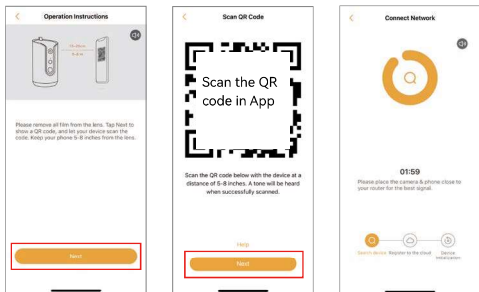 Operation Instructions
Please remove all film from the lens. Tap Next to
show a QR code, and let your device scan the
code. Keep your phone 5-8 inches from the lens.
Next
Scan QR Code
Scan the QR
code in App
Scan the QR code below with the device at a
distance of 5-8 inches. A tone will be heard
when successfully scanned.
Help
Next
Connect Network
01:59
Please place the camera & phone close to
your router for the best signal.
Search device
Register to the cloud
Device
initialization